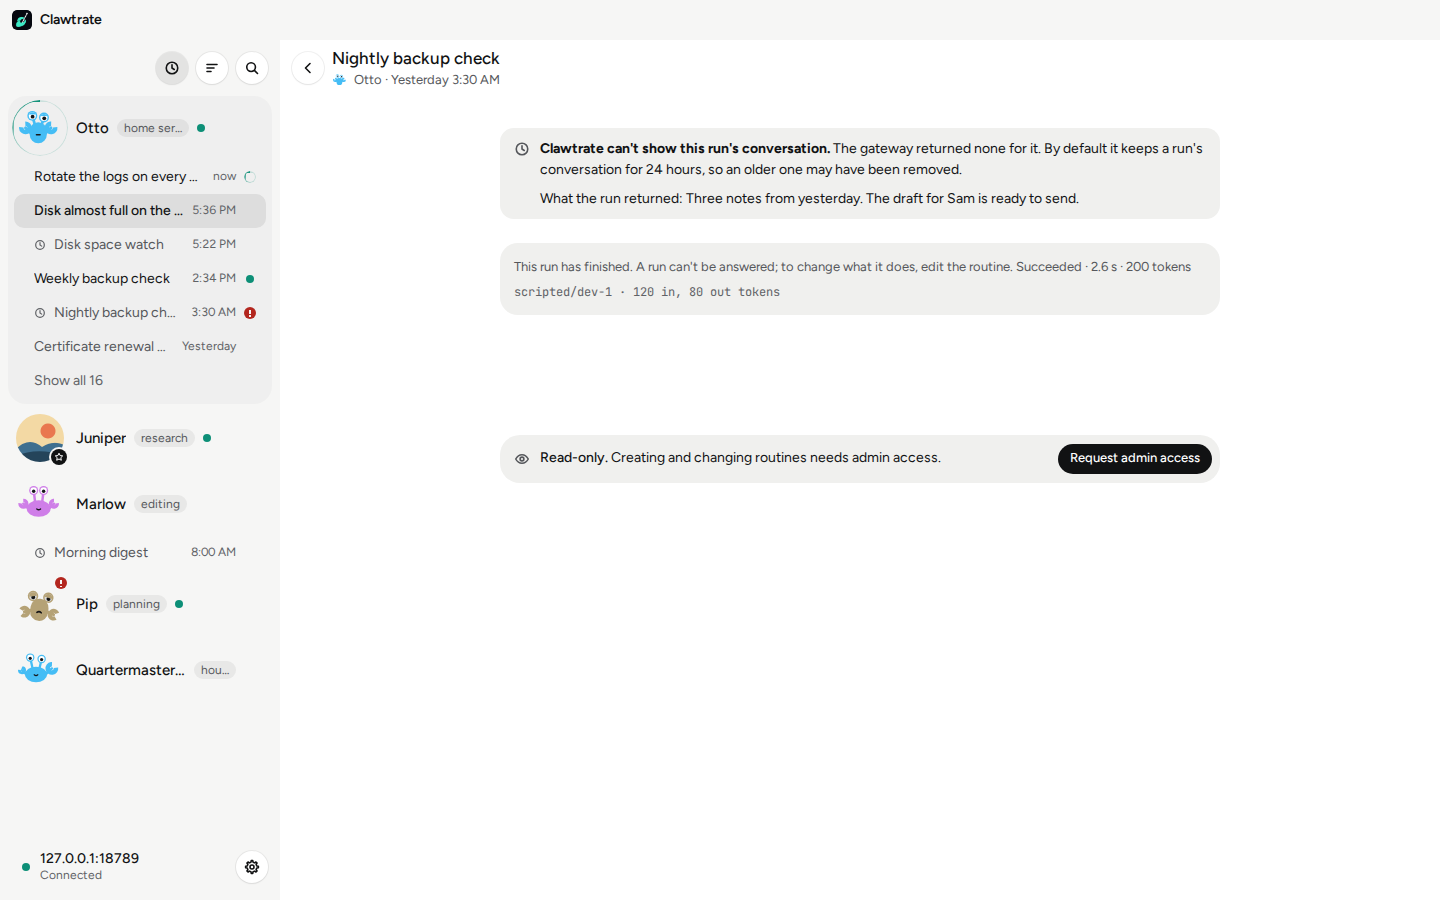 Clawtrate
Otto
home ser...
Rotate the logs on every ...
now
Disk almost full on the ...
5:36 PM
Disk space watch
5:22 PM
Weekly backup check
2:34 PM
Nightly backup ch...
3:30 AM
Certificate renewal ...
Yesterday
Show all 16
Juniper
research
Marlow
editing
Morning digest
8:00 AM
Pip
planning
Quartermaster...
hou...
127.0.0.1:18789
Connected
Nightly backup check
Otto · Yesterday 3:30 AM
Clawtrate can't show this run's conversation. The gateway returned none for it. By default it keeps a run's
conversation for 24 hours, so an older one may have been removed.
What the run returned: Three notes from yesterday. The draft for Sam is ready to send.
This run has finished. A run can't be answered; to change what it does, edit the routine. Succeeded · 2.6 s · 200 tokens
scripted/dev-1 · 120 in, 80 out tokens
Read-only. Creating and changing routines needs admin access.
Request admin access